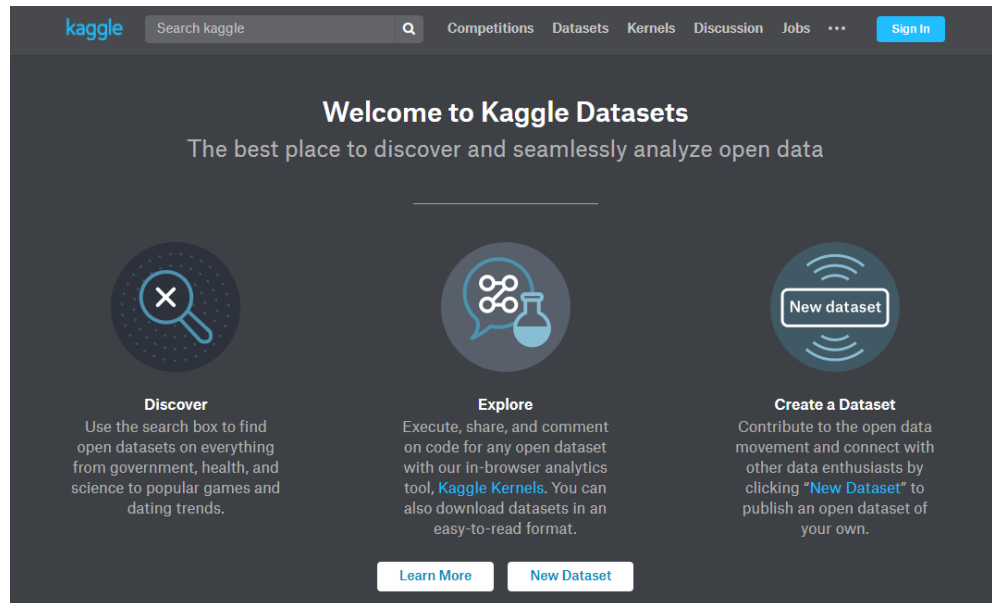 kaggle Search kaggle Competitions Datasets Kernels Discussion Jobs ••• Sign In
Welcome to Kaggle Datasets
The best place to discover and seamlessly analyze open data
Discover
Use the search box to find
open datasets on everything
from government, health, and
science to popular games and
dating trends.
Explore
Execute, share, and comment
on code for any open dataset
with our in-browser analytics
tool, Kaggle Kernels. You can
also download datasets in an
easy-to-read format.
New dataset
Create a Dataset
Contribute to the open data
movement and connect with
other data enthusiasts by
clicking “New Dataset” to
publish an open dataset of
your own.
Learn More New Dataset